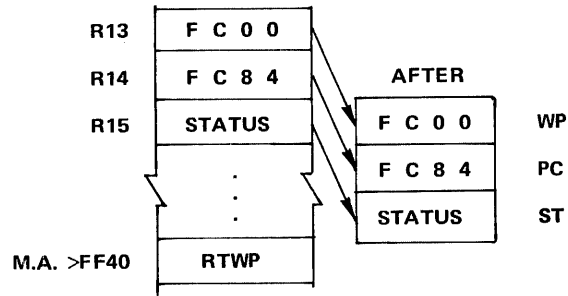 R13 F C 0 0
R14 F C 8 4 AFTER
R15 STATUS F C 0 0 WP
F C 8 4 PC
STATUS ST
M.A. >FF40 RTWP